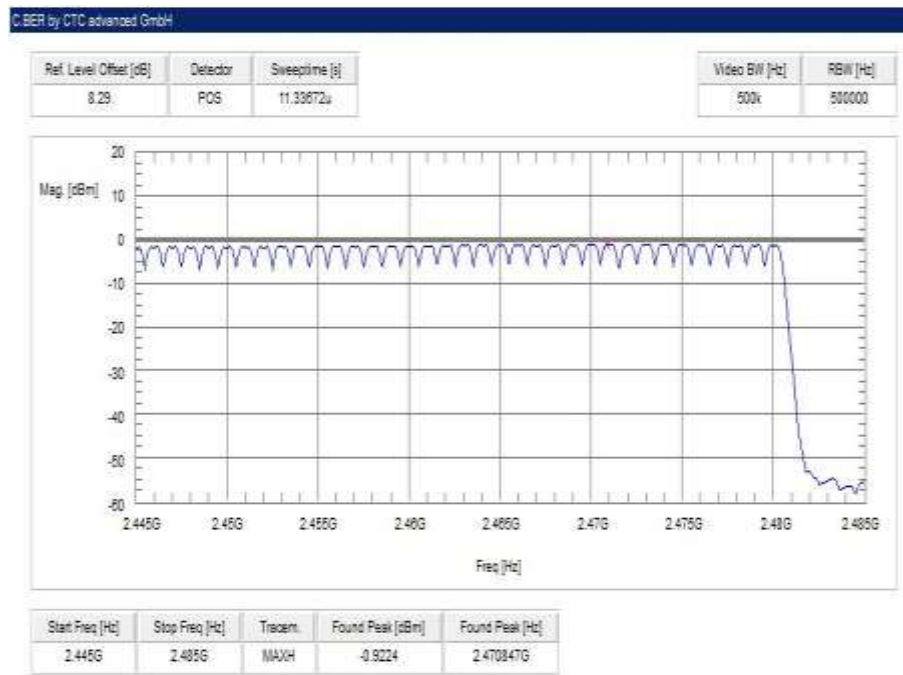 C.BER by CTC advanced GmbH
Ref. Level Offset [dB] Detector Sweeptime [s] Video BW [Hz] RBW [Hz]
8.29 POS 11.33672u 500k 500000
20
Mag. [dBm] 10
0
-10
-20
-30
-40
-50
-60
2.445G 2.45G 2.455G 2.46G 2.465G 2.47G 2.475G 2.48G 2.485G
Freq [Hz]
Start Freq [Hz] Stop Freq [Hz] Tracem. Found Peak [dBm] Found Peak [Hz]
2.445G 2.485G MAXH -0.9224 2.470847G